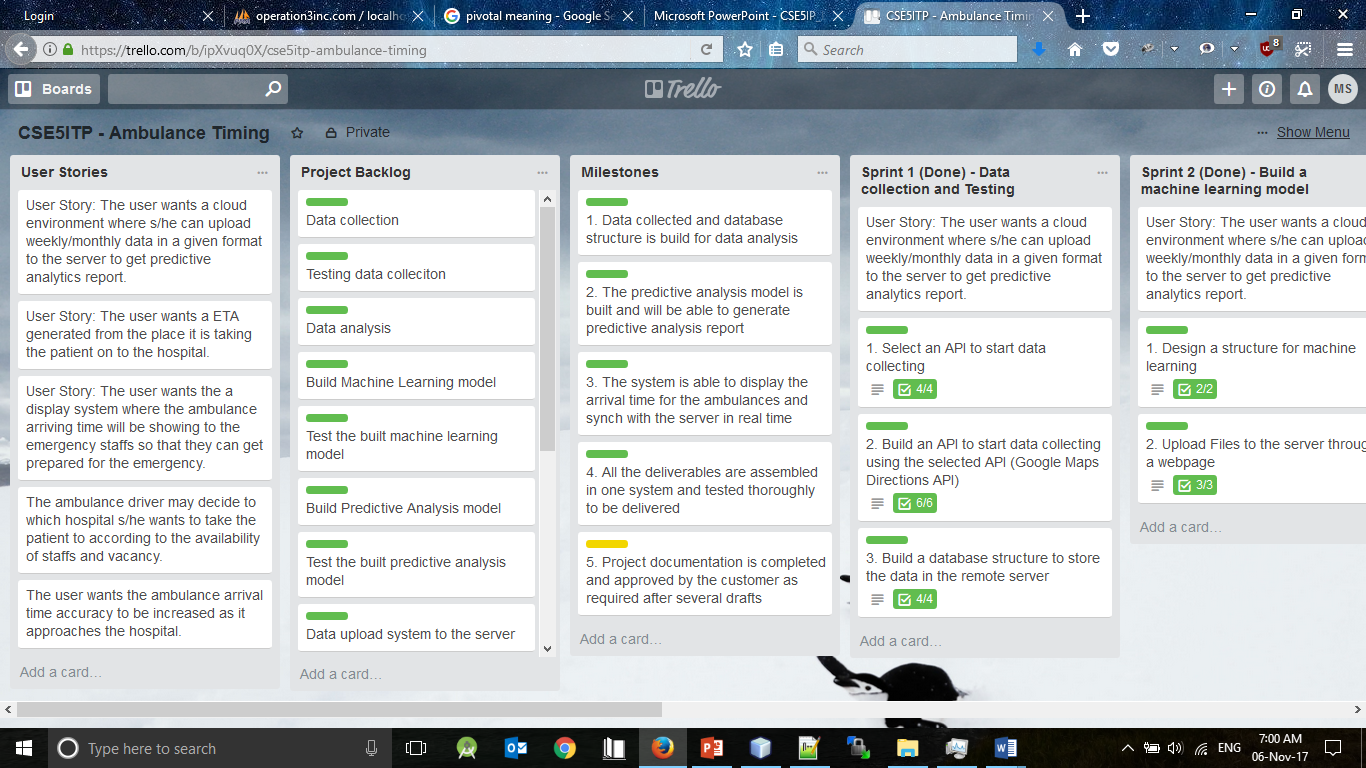 Login
operation3inc.com / localho
pivotal meaning - Google Se
Microsoft PowerPoint - CSE5IP_
CSE5ITP - Ambulance Timin
https://trello.com/b/ipXvuq0X/cse5itp-ambulance-timing
Search
8
Boards
Trello
MS
CSE5ITP - Ambulance Timing
Private
Show Menu
User Stories
User Story: The user wants a cloud
environment where s/he can upload
weekly/monthly data in a given format
to the server to get predictive
analytics report.
User Story: The user wants a ETA
generated from the place it is taking
the patient on to the hospital.
User Story: The user wants the a
display system where the ambulance
arriving time will be showing to the
emergency staffs so that they can get
prepared for the emergency.
The ambulance driver may decide to
which hospital s/he wants to take the
patient to according to the availability
of staffs and vacancy.
The user wants the ambulance arrival
time accuracy to be increased as it
approaches the hospital.
Add a card...
Project Backlog
Data collection
Testing data colleciton
Data analysis
Build Machine Learning model
Test the built machine learning
model
Build Predictive Analysis model
Test the built predictive analysis
model
Data upload system to the server
Add a card...
Milestones
1. Data collected and database
structure is build for data analysis
2. The predictive analysis model is
built and will be able to generate
predictive analysis report
3. The system is able to display the
arrival time for the ambulances and
synch with the server in real time
4. All the deliverables are assembled
in one system and tested thoroughly
to be delivered
5. Project documentation is completed
and approved by the customer as
required after several drafts
Add a card...
Sprint 1 (Done) - Data
collection and Testing
User Story: The user wants a cloud
environment where s/he can upload
weekly/monthly data in a given format
to the server to get predictive
analytics report.
1. Select an API to start data
collecting
4/4
2. Build an API to start data collecting
using the selected API (Google Maps
Directions API)
6/6
3. Build a database structure to store
the data in the remote server
4/4
Add a card...
Sprint 2 (Done) - Build a
machine learning model
User Story: The user wants a cloud
environment where s/he can upload
weekly/monthly data in a given format
to the server to get predictive
analytics report.
1. Design a structure for machine
learning
2/2
2. Upload Files to the server throug
a webpage
3/3
Add a card...
Type here to search
ENG
7:00 AM
06-Nov-17